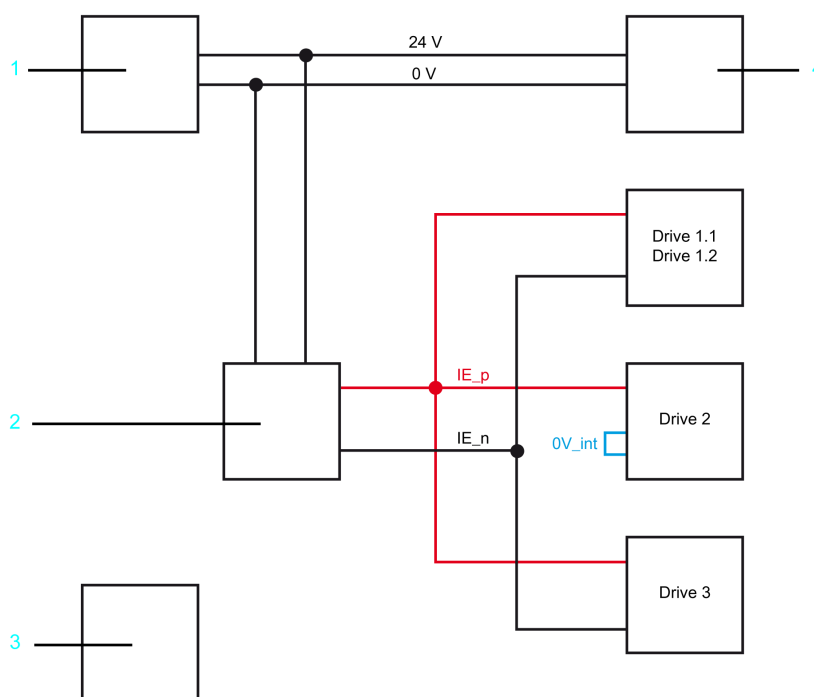 24 V
1
0 V
Drive 1.1
Drive 1.2
IE_p
2
Drive 2
IE_n
0V_int
Drive 3
3